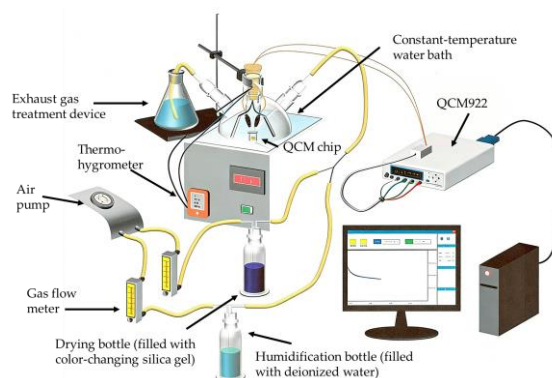 Constant-temperature
water bath
QCM922
Exhaust gas
treatment device
QCM chip
Thermo-
hygrometer
Air
pump
Gas flow
meter
Drying bottle (filled with
color-changing silica gel)
Humidification bottle (filled
with deionized water)